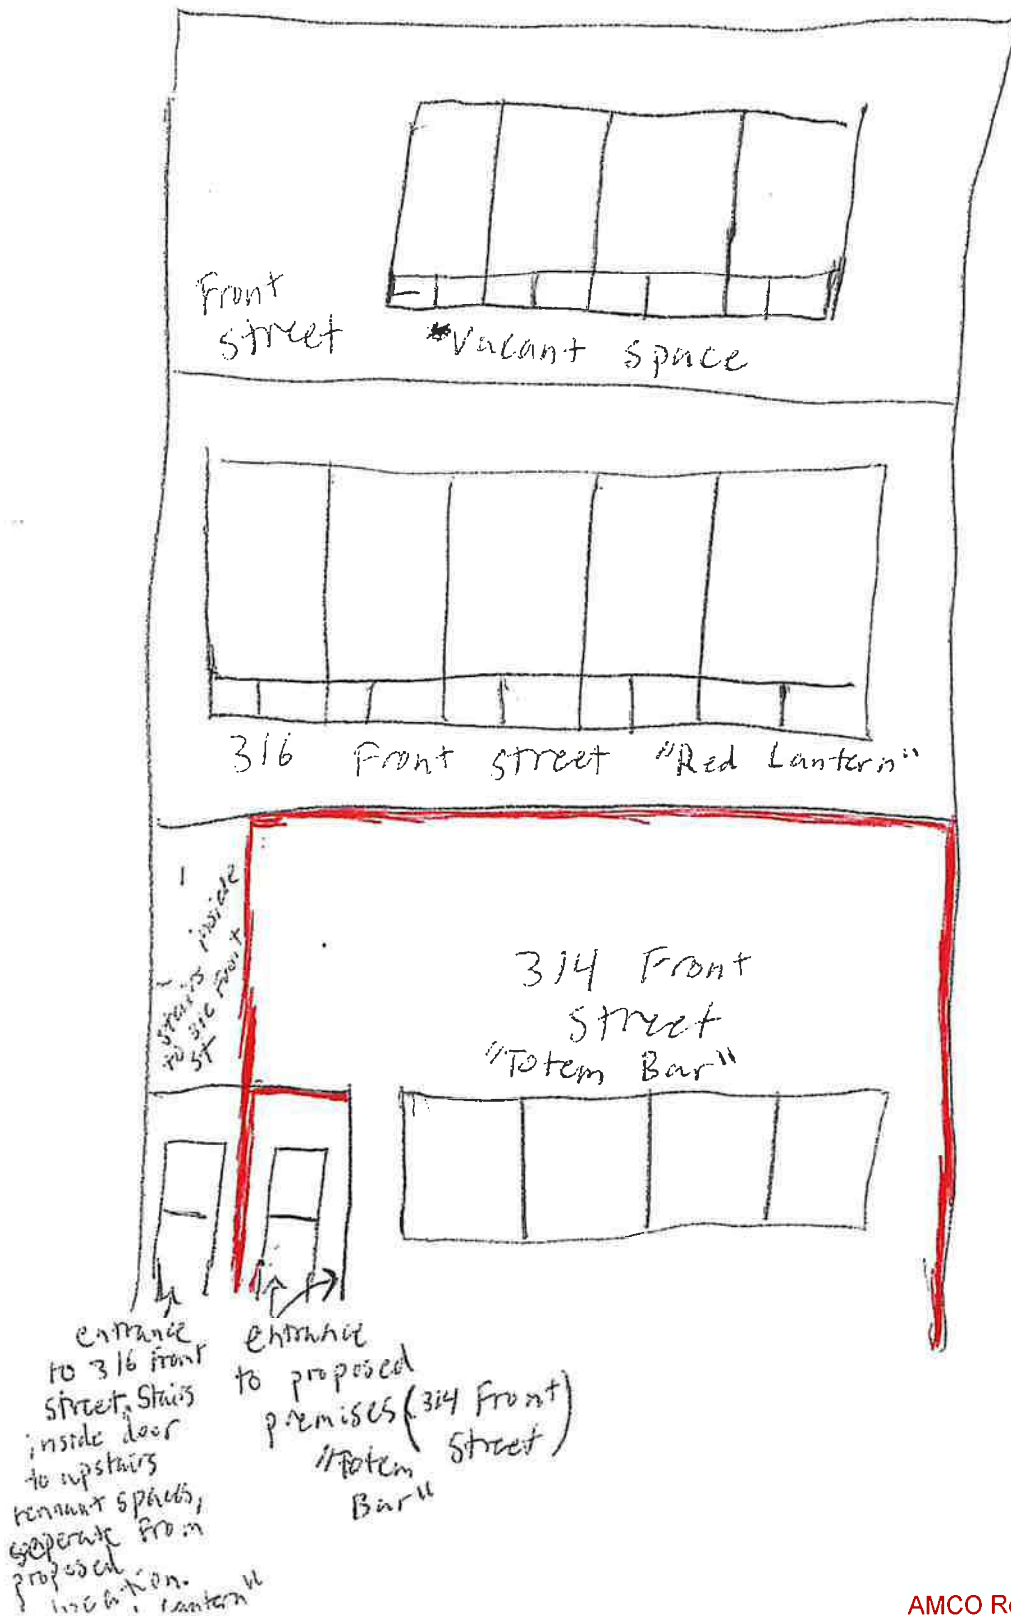 Front
street
*Vacant space
316 Front street "Red Lantern"
stairs inside
to 316 Front
St
314 Front
street
"Totem Bar"
entrance
to 316 Front
street. Stairs
inside door
to upstairs
tennant spaces,
seperate from
proposed
location.
Lantern"
entrance
to proposed
premises (314 Front
Street)
"Totem
Bar"
AMCO Re